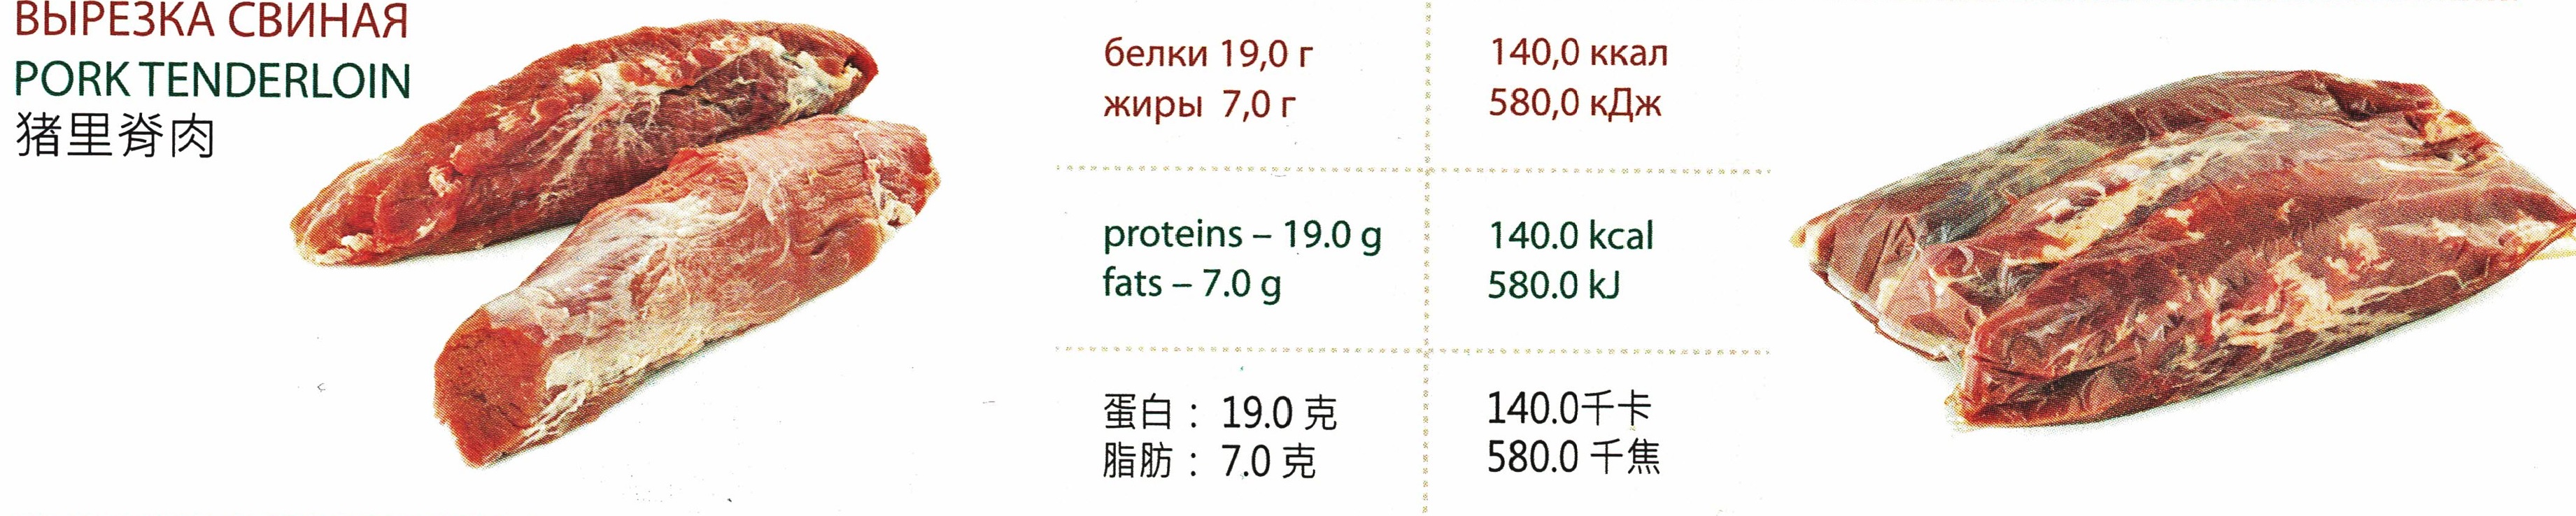 ВЫРЕЗКА СВИНАЯ
PORK TENDERLOIN
猪里脊肉
белки 19,0 г
жиры 7,0 г
140,0 ккал
580,0 кДж
proteins – 19.0 g
fats – 7.0 g
140.0 kcal
580.0 kJ
蛋白： 19.0 克
脂肪： 7.0 克
140.0千卡
580.0 千焦